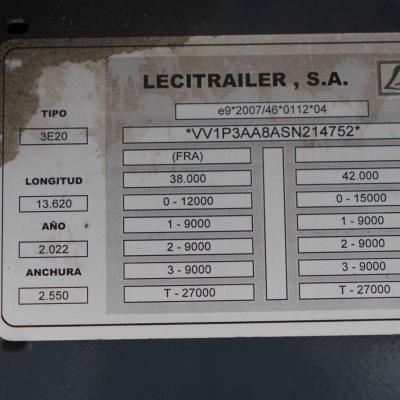 LECITRAILER , S.A.
e9*2007/46*0112*04
TIPO
3E20
*VV1P3AA8ASN214752*
(FRA)
LONGITUD
13.620
38.000
42.000
0 - 12000
0 - 15000
AÑO
2.022
1 - 9000
1 - 9000
2 - 9000
2 - 9000
ANCHURA
2.550
3 - 9000
3 - 9000
T - 27000
T - 27000